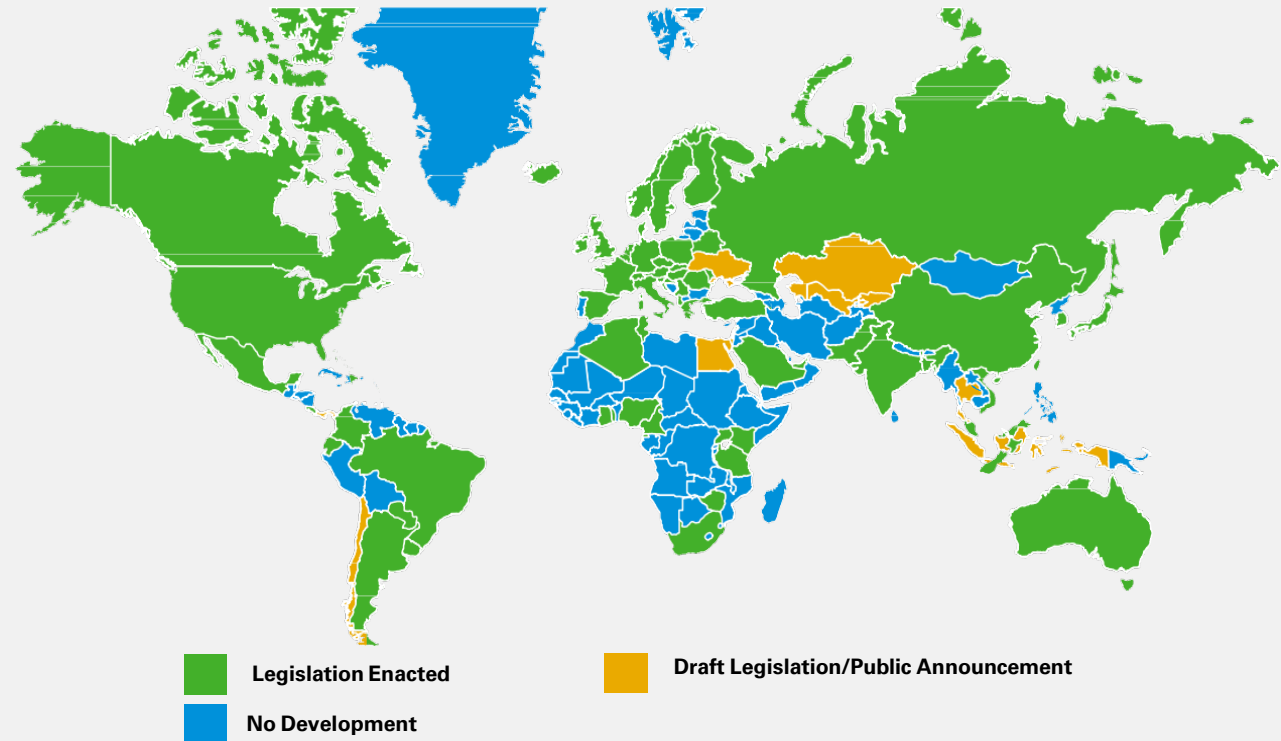 Legislation Enacted
Draft Legislation/Public Announcement
No Development